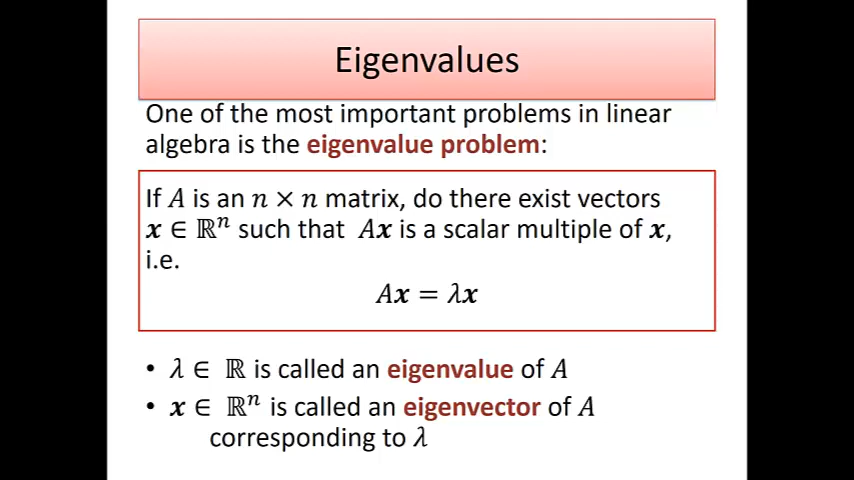 Eigenvalues
One of the most important problems in linear
algebra is the eigenvalue problem:
If A is an n × n matrix, do there exist vectors
x ∈ ℝⁿ such that Ax is a scalar multiple of x,
i.e.
Ax = λx
• λ ∈ ℝ is called an eigenvalue of A
• x ∈ ℝⁿ is called an eigenvector of A
corresponding to λ